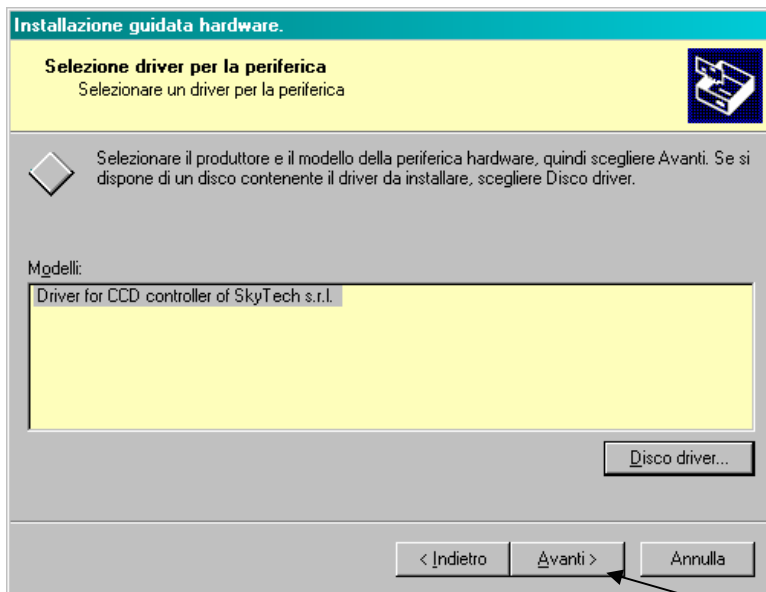 Installazione guidata hardware.
Selezione driver per la periferica
Selezionare un driver per la periferica
Selezionare il produttore e il modello della periferica hardware, quindi scegliere Avanti. Se si
dispone di un disco contenente il driver da installare, scegliere Disco driver.
Modelli:
Driver for CCD controller of SkyTech s.r.l.
Disco driver...
< Indietro Avanti > Annulla